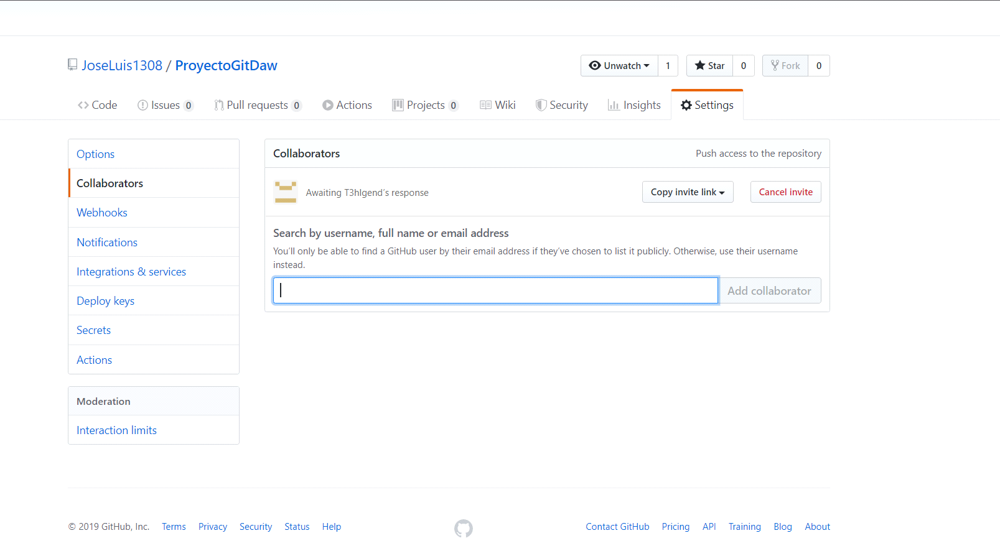 JoseLuis1308 / ProyectoGitDaw
Unwatch 1 Star 0 Fork 0
Code Issues 0 Pull requests 0 Actions Projects 0 Wiki Security Insights Settings
Options
Collaborators
Webhooks
Notifications
Integrations & services
Deploy keys
Secrets
Actions
Moderation
Interaction limits
Collaborators Push access to the repository
Awaiting T3hlgend’s response Copy invite link Cancel invite
Search by username, full name or email address
You’ll only be able to find a GitHub user by their email address if they’ve chosen to list it publicly. Otherwise, use their username
instead.
Add collaborator
© 2019 GitHub, Inc. Terms Privacy Security Status Help Contact GitHub Pricing API Training Blog About